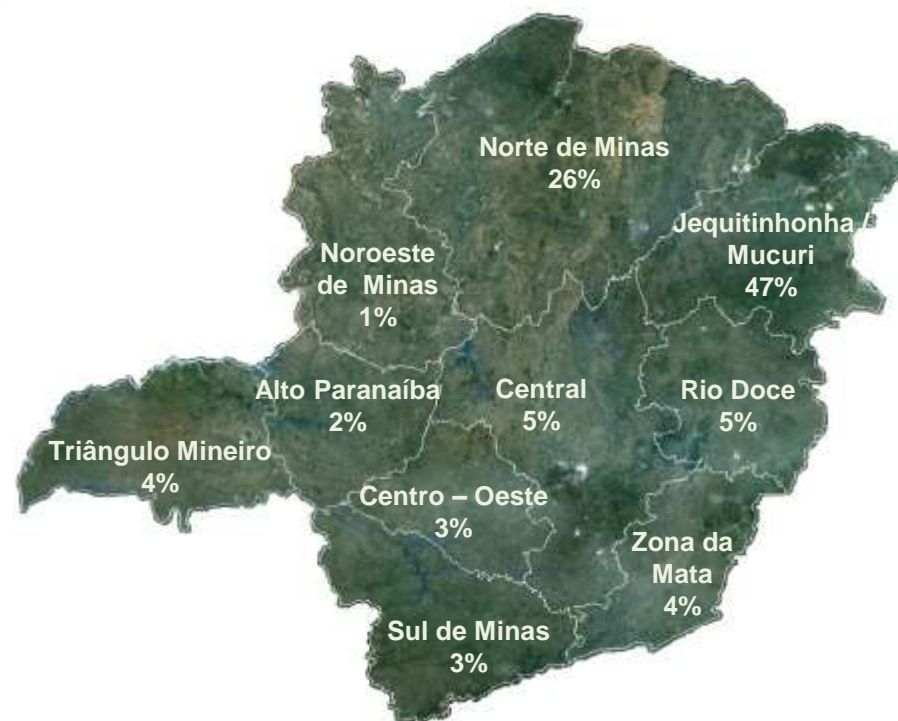 Norte de Minas
26%
Jequitinhonha /
Mucuri
47%
Noroeste
de Minas
1%
Alto Paranaíba
2%
Central
5%
Rio Doce
5%
Triângulo Mineiro
4%
Centro – Oeste
3%
Zona da
Mata
4%
Sul de Minas
3%